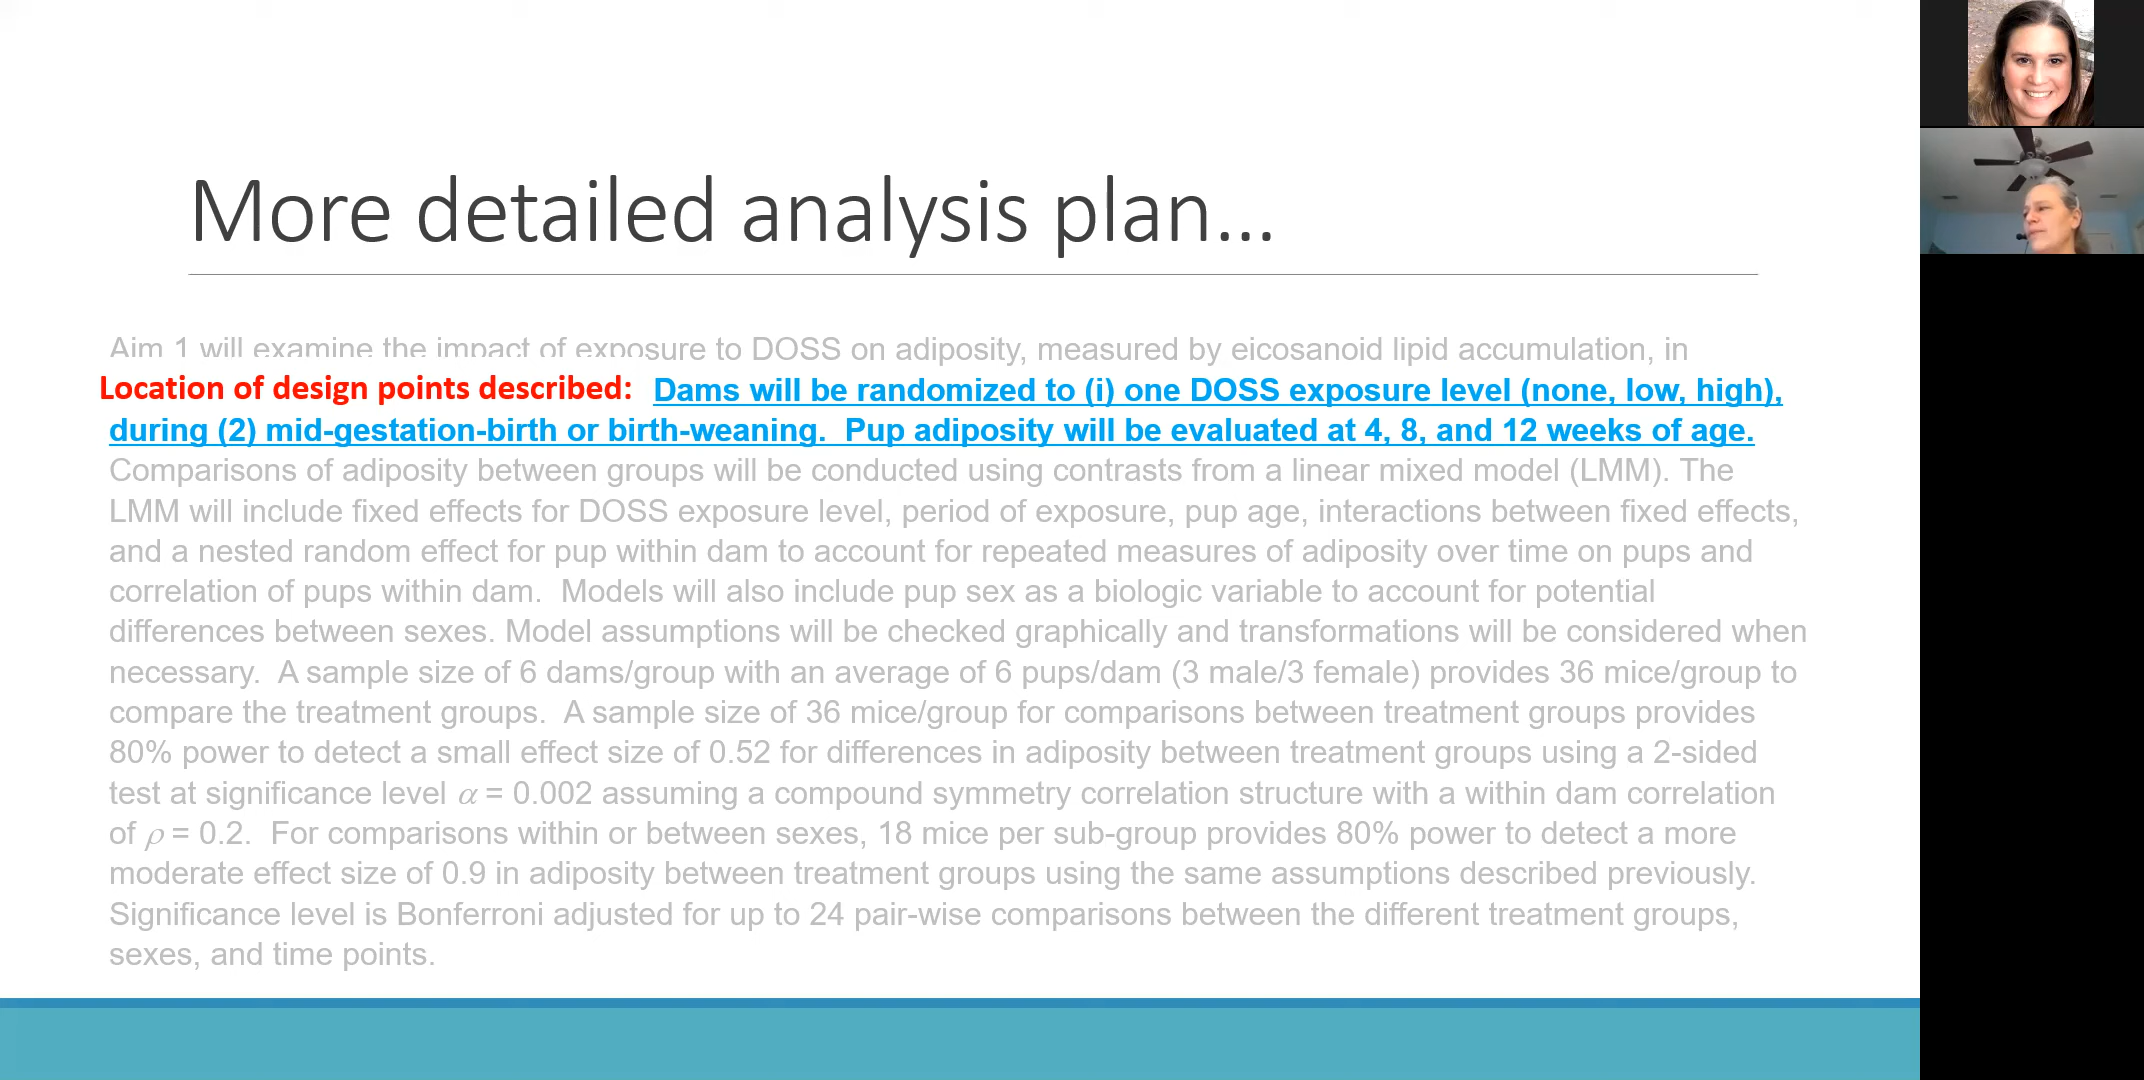 More detailed analysis plan...
Aim 1 will examine the impact of exposure to DOSS on adiposity, measured by eicosanoid lipid accumulation, in
Location of design points described: Dams will be randomized to (i) one DOSS exposure level (none, low, high),
during (2) mid-gestation-birth or birth-weaning. Pup adiposity will be evaluated at 4, 8, and 12 weeks of age.
Comparisons of adiposity between groups will be conducted using contrasts from a linear mixed model (LMM). The
LMM will include fixed effects for DOSS exposure level, period of exposure, pup age, interactions between fixed effects,
and a nested random effect for pup within dam to account for repeated measures of adiposity over time on pups and
correlation of pups within dam. Models will also include pup sex as a biologic variable to account for potential
differences between sexes. Model assumptions will be checked graphically and transformations will be considered when
necessary. A sample size of 6 dams/group with an average of 6 pups/dam (3 male/3 female) provides 36 mice/group to
compare the treatment groups. A sample size of 36 mice/group for comparisons between treatment groups provides
80% power to detect a small effect size of 0.52 for differences in adiposity between treatment groups using a 2-sided
test at significance level α = 0.002 assuming a compound symmetry correlation structure with a within dam correlation
of ρ = 0.2. For comparisons within or between sexes, 18 mice per sub-group provides 80% power to detect a more
moderate effect size of 0.9 in adiposity between treatment groups using the same assumptions described previously.
Significance level is Bonferroni adjusted for up to 24 pair-wise comparisons between the different treatment groups,
sexes, and time points.